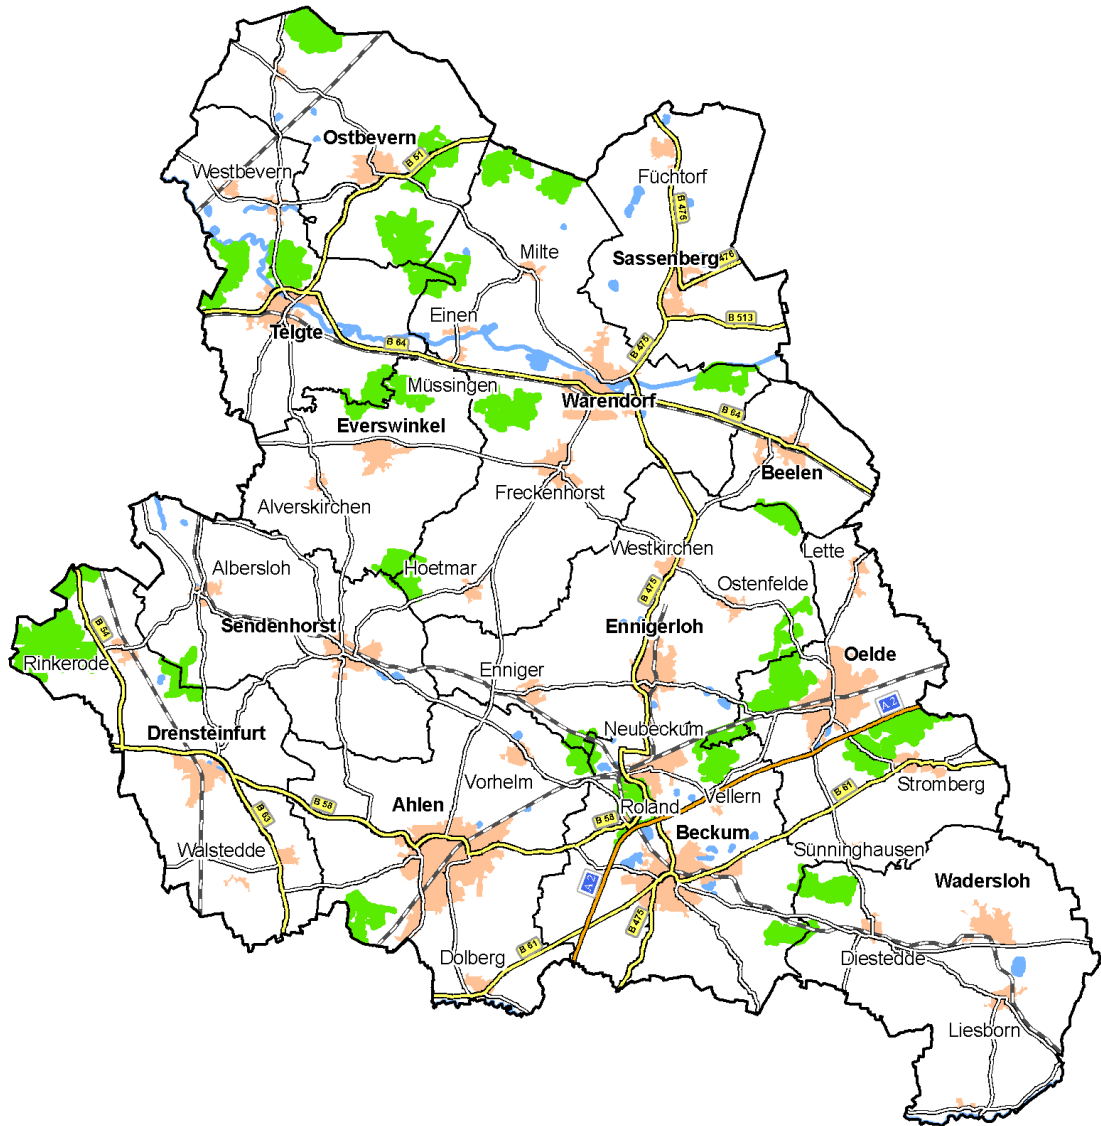 Ostbevern
B 51
Westbevern
Füchtorf
B 475
Milte
Sassenberg
476
Einen
B 513
Telgte
B 64
B 475
Müssingen
Warendorf
B 64
Everswinkel
Beelen
Freckenhorst
Alverskirchen
Westkirchen
Lette
Albersloh
Hoetmar
Ostenfelde
B 475
B 54
Sendenhorst
Ennigerloh
Oelde
Rinkerode
Enniger
A 2
Drensteinfurt
Neubeckum
Vorhelm
Stromberg
B 61
Vellern
B 58
Ahlen
Roland
B 63
B 58
Beckum
Walstedde
Sünninghausen
A 2
Wadersloh
B 475
B 61
Dolberg
Diestedde
Liesborn